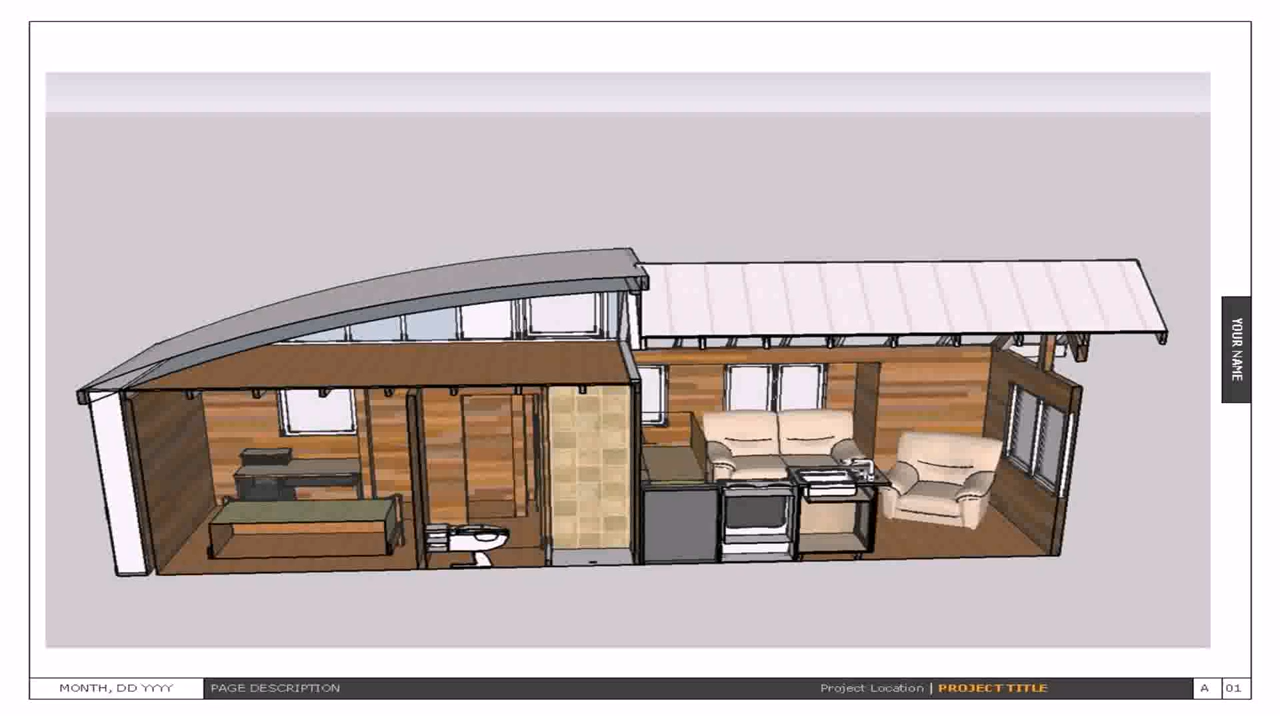 YOUR NAME
MONTH, DD YYYY
PAGE DESCRIPTION
Project Location | PROJECT TITLE
A
01